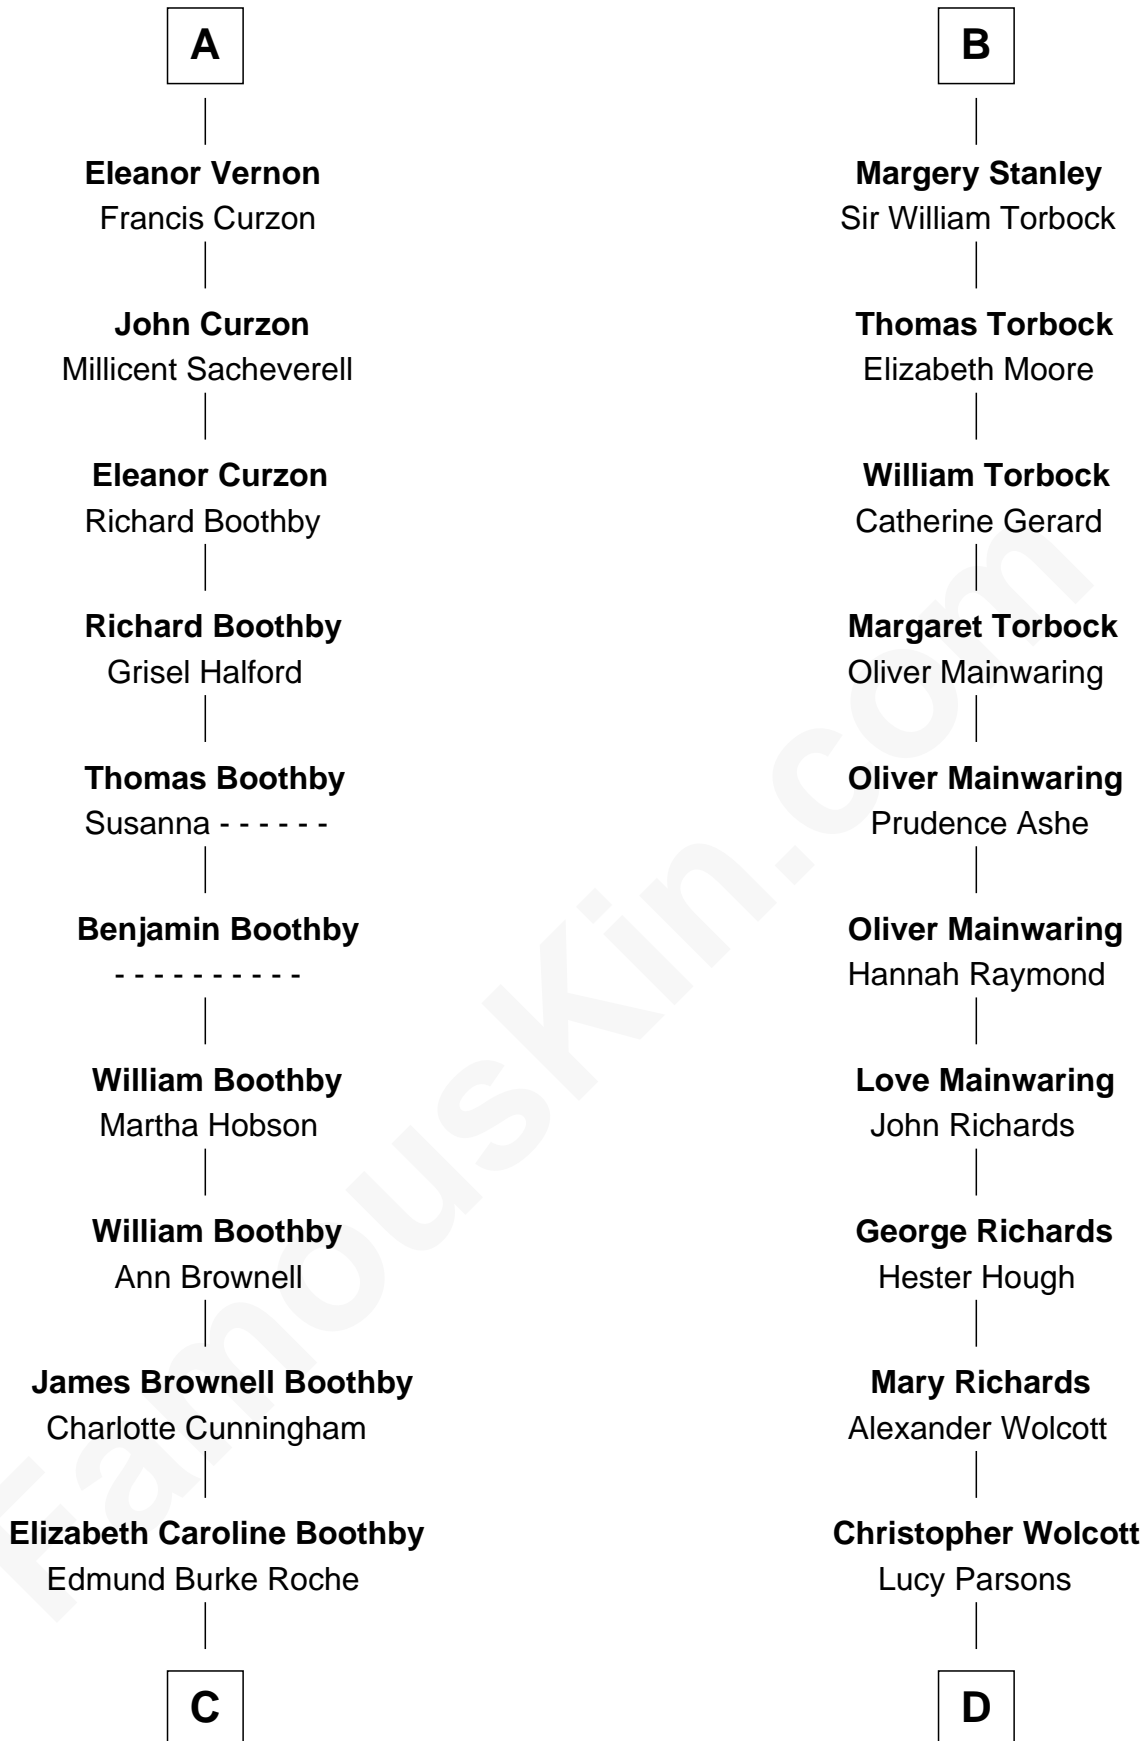 A
Eleanor Vernon
Francis Curzon
John Curzon
Millicent Sacheverell
Eleanor Curzon
Richard Boothby
Richard Boothby
Grisel Halford
Thomas Boothby
Susanna - - - - - -
Benjamin Boothby
- - - - - - - - - -
William Boothby
Martha Hobson
William Boothby
Ann Brownell
James Brownell Boothby
Charlotte Cunningham
Elizabeth Caroline Boothby
Edmund Burke Roche
C
B
Margery Stanley
Sir William Torbock
Thomas Torbock
Elizabeth Moore
William Torbock
Catherine Gerard
Margaret Torbock
Oliver Mainwaring
Oliver Mainwaring
Prudence Ashe
Oliver Mainwaring
Hannah Raymond
Love Mainwaring
John Richards
George Richards
Hester Hough
Mary Richards
Alexander Wolcott
Christopher Wolcott
Lucy Parsons
D
FamousKin.com